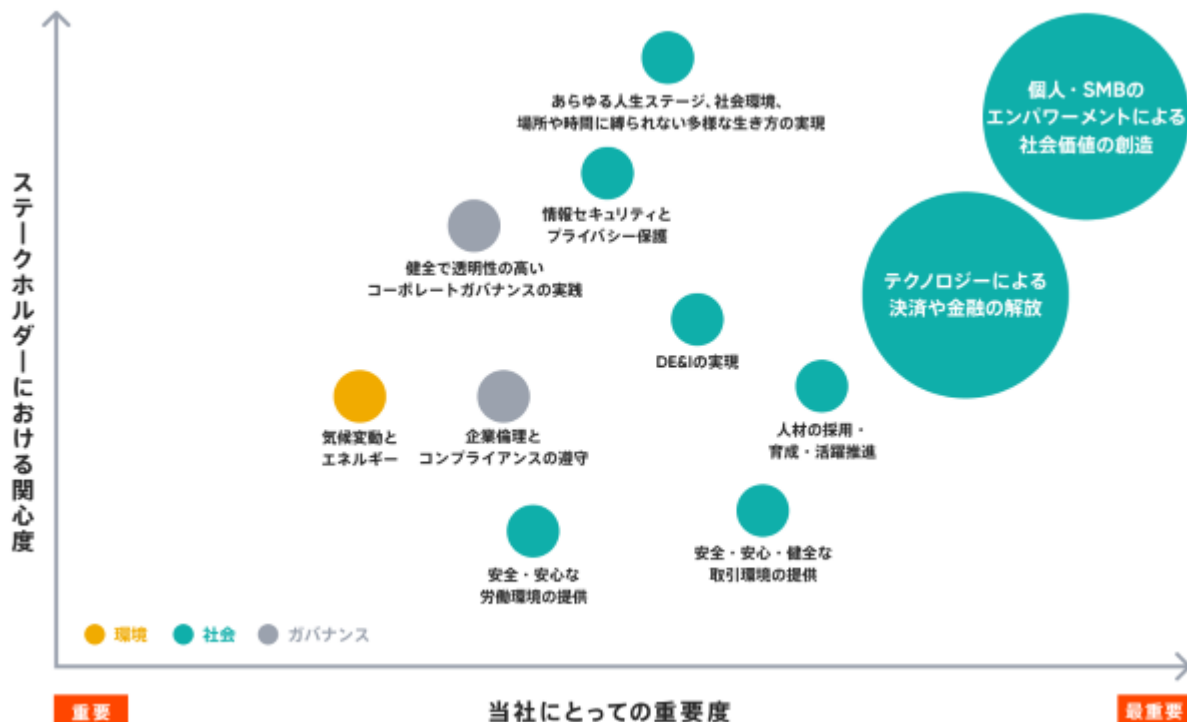 ステークホルダーにおける関心度
個人・SMBの
エンパワーメントによる
社会価値の創造
あらゆる人生ステージ、社会環境、
場所や時間に縛られない多様な生き方の実現
情報セキュリティと
プライバシー保護
健全で透明性の高い
コーポレートガバナンスの実践
テクノロジーによる
決済や金融の解放
DE&Iの実現
人材の採用・
育成・活躍推進
気候変動と
エネルギー
企業倫理と
コンプライアンスの遵守
安全・安心・健全な
取引環境の提供
安全・安心な
労働環境の提供
環境
社会
ガバナンス
重要
当社にとっての重要度
最重要